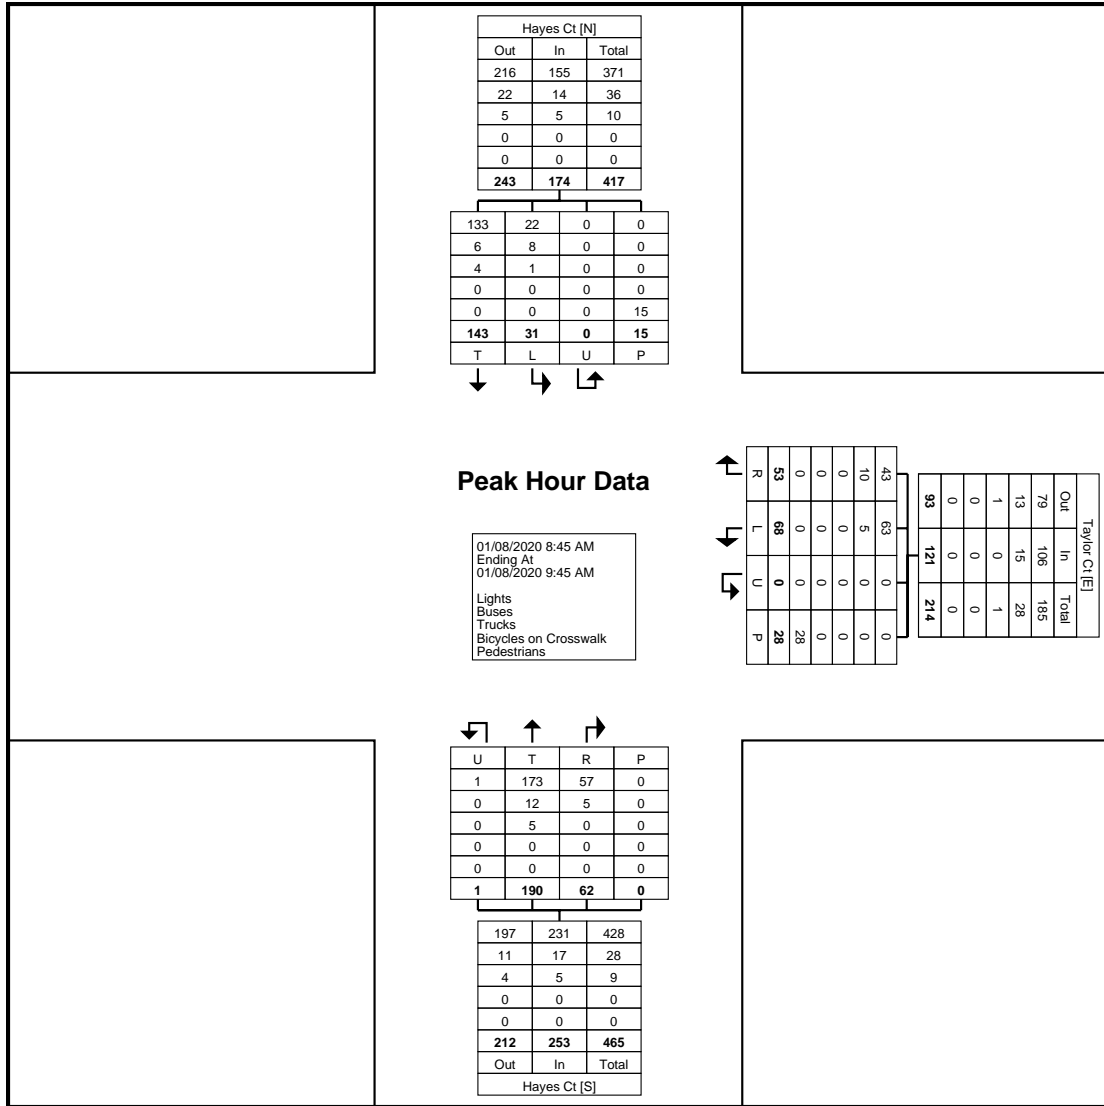 Hayes Ct [N]
Out In Total
216 155 371
22 14 36
5 5 10
0 0 0
0 0 0
243 174 417
133 22 0 0
6 8 0 0
4 1 0 0
0 0 0 0
0 0 0 15
143 31 0 15
T L U P
Peak Hour Data
01/08/2020 8:45 AM
Ending At
01/08/2020 9:45 AM
Lights
Buses
Trucks
Bicycles on Crosswalk
Pedestrians
Taylor Ct [E]
Out In Total
79 106 185
13 15 28
1 0 1
0 0 0
0 0 0
93 121 214
43 63 0 0
10 5 0 0
0 0 0 0
0 0 0 0
0 0 0 28
53 68 0 28
R L U P
U T R P
1 173 57 0
0 12 5 0
0 5 0 0
0 0 0 0
0 0 0 0
1 190 62 0
197 231 428
11 17 28
4 5 9
0 0 0
0 0 0
212 253 465
Out In Total
Hayes Ct [S]